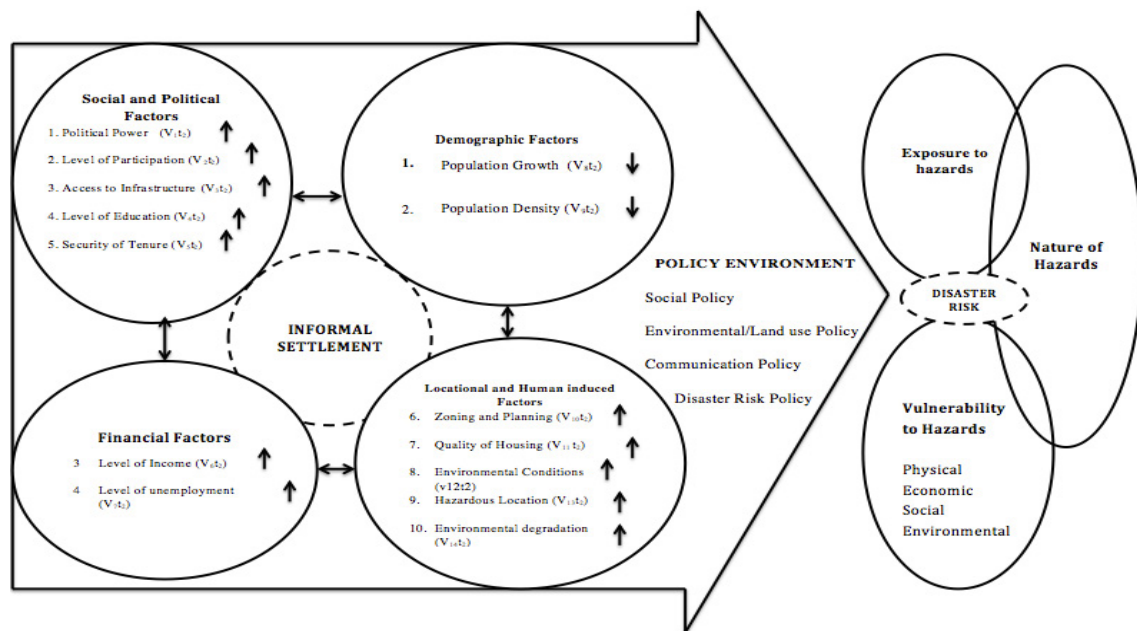 Social and Political
Factors
1. Political Power (V₁t₂)
2. Level of Participation (V₂t₂)
3. Access to Infrastructure (V₃t₂)
4. Level of Education (V₄t₂)
5. Security of Tenure (V₅t₂)
Demographic Factors
1. Population Growth (V₈t₂)
2. Population Density (V₉t₂)
INFORMAL
SETTLEMENT
Financial Factors
3 Level of Income (V₆t₂)
4 Level of unemployment
(V₇t₂)
Locational and Human induced
Factors
6. Zoning and Planning (V₁₀t₂)
7. Quality of Housing (V₁₁ t₂)
8. Environmental Conditions
(v12t2)
9. Hazardous Location (V₁₃t₂)
10. Environmental degradation
(V₁₄t₂)
POLICY ENVIRONMENT
Social Policy
Environmental/Land use Policy
Communication Policy
Disaster Risk Policy
Exposure to
hazards
Nature of
Hazards
DISASTER
RISK
Vulnerability
to Hazards
Physical
Economic
Social
Environmental